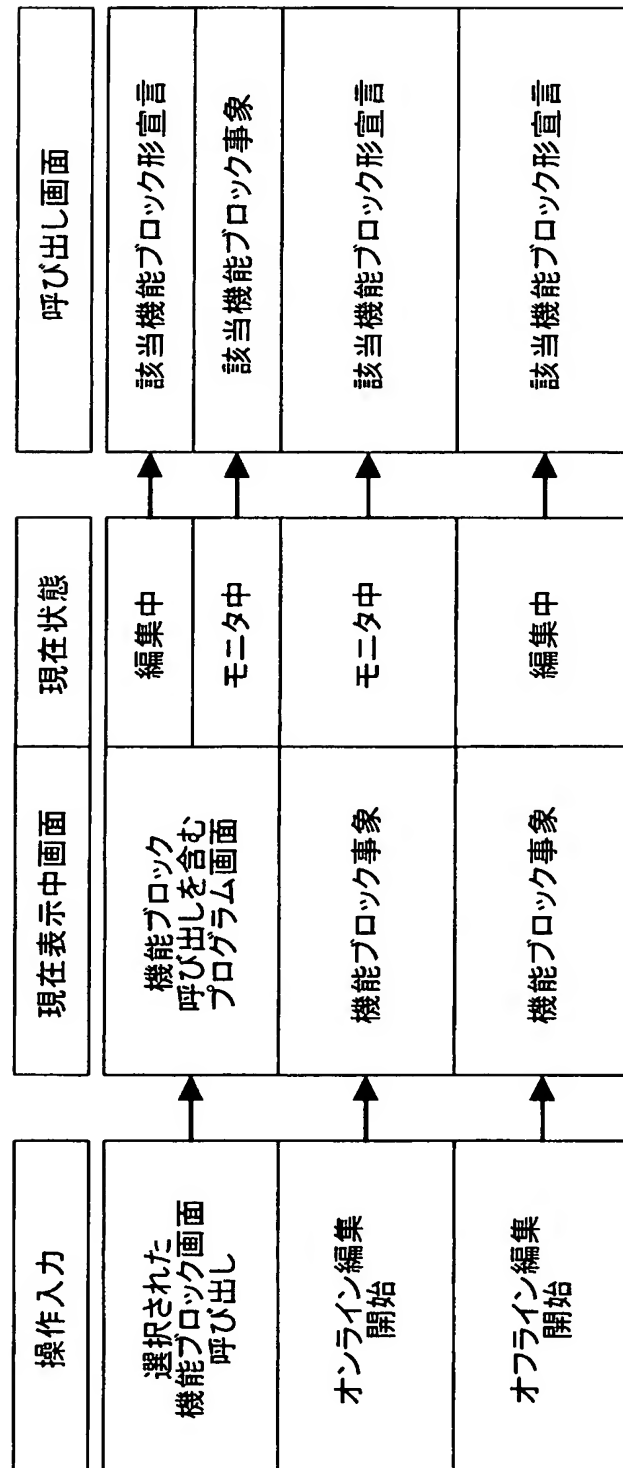 操作入力
現在表示中画面
現在状態
呼び出し画面
選択された
機能ブロック画面
呼び出し
機能ブロック
呼び出しを含む
プログラム画面
編集中
該当機能ブロック形宣言
モニタ中
該当機能ブロック事象
オンライン編集
開始
機能ブロック事象
モニタ中
該当機能ブロック形宣言
オフライン編集
開始
機能ブロック事象
編集中
該当機能ブロック形宣言